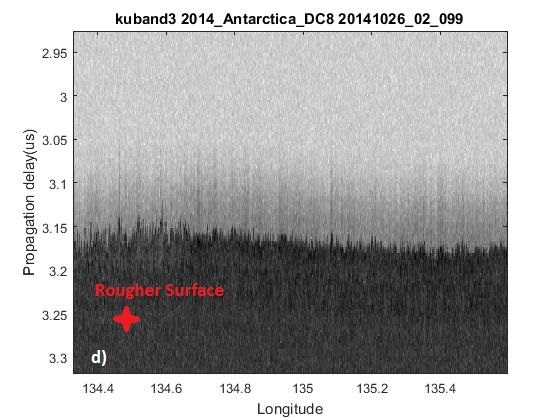 kuband3 2014_Antarctica_DC8 20141026_02_099
Propagation delay(us)
2.95
3
3.05
3.1
3.15
3.2
3.25
3.3
Rougher Surface
d)
134.4 134.6 134.8 135 135.2 135.4
Longitude